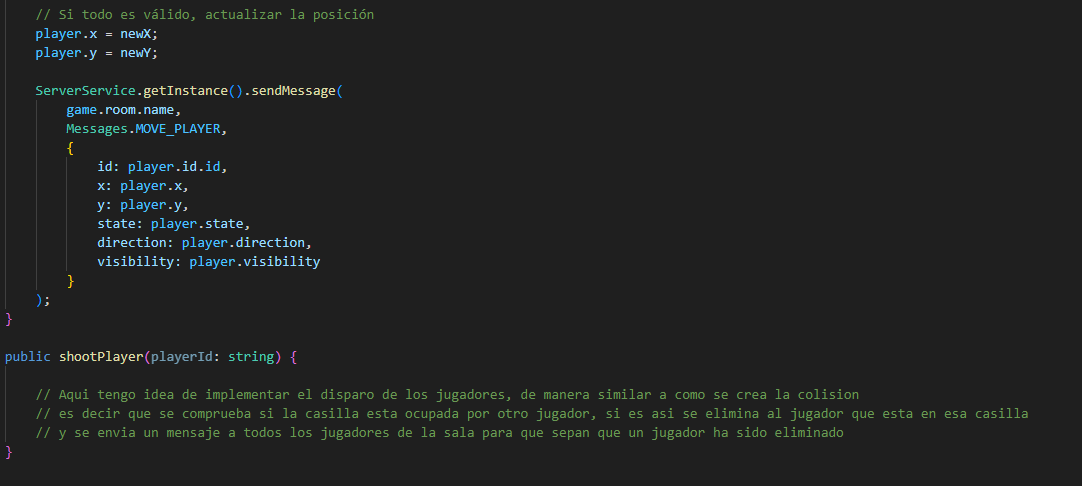 // Si todo es válido, actualizar la posición
player.x = newX;
player.y = newY;
ServerService.getInstance().sendMessage(
game.room.name,
Messages.MOVE_PLAYER,
{
id: player.id.id,
x: player.x,
y: player.y,
state: player.state,
direction: player.direction,
visibility: player.visibility
}
);
}
public shootPlayer(playerId: string) {
// Aqui tengo idea de implementar el disparo de los jugadores, de manera similar a como se crea la colision
// es decir que se comprueba si la casilla esta ocupada por otro jugador, si es asi se elimina al jugador que esta en esa casilla
// y se envia un mensaje a todos los jugadores de la sala para que sepan que un jugador ha sido eliminado
}